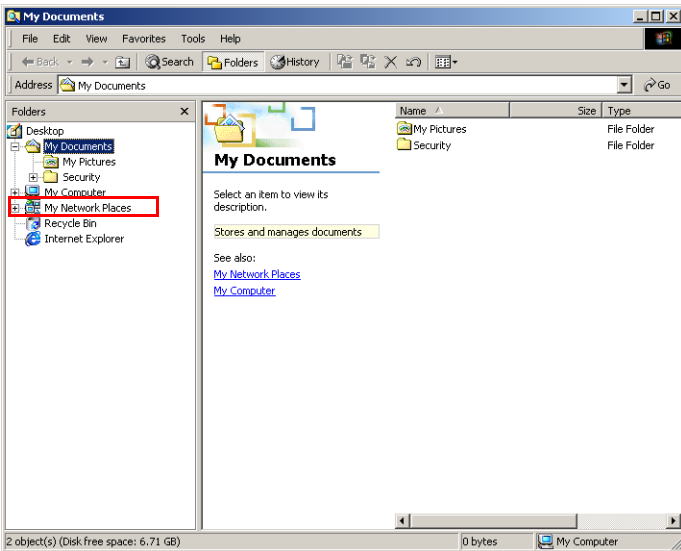 My Documents
File Edit View Favorites Tools Help
Back Search Folders History
Address My Documents Go
Folders
Desktop
My Documents
My Pictures
Security
My Computer
My Network Places
Recycle Bin
Internet Explorer
My Documents
Select an item to view its
description.
Stores and manages documents
See also:
My Network Places
My Computer
Name Size Type
My Pictures File Folder
Security File Folder
2 object(s) (Disk free space: 6.71 GB) 0 bytes My Computer